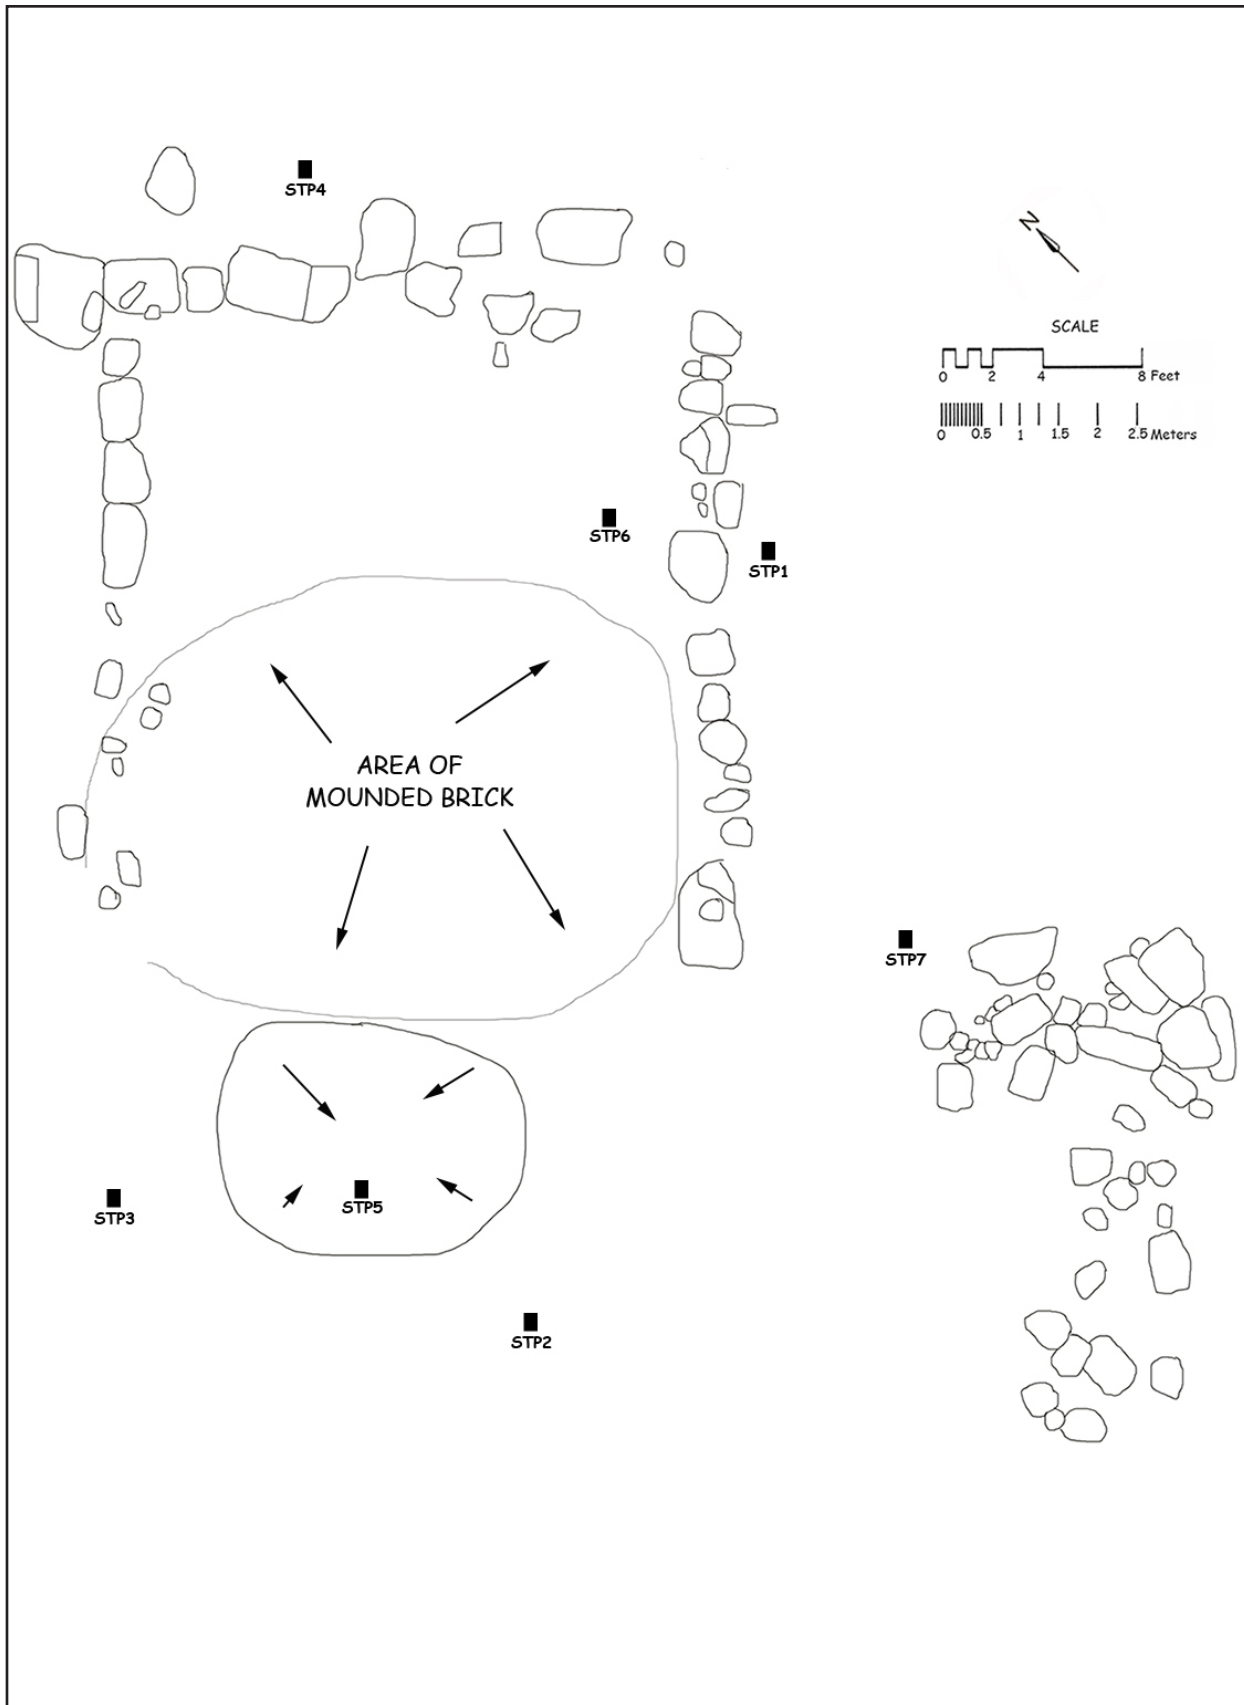 STP4
N
SCALE
0 2 4 8 Feet
0 0.5 1 1.5 2 2.5 Meters
STP6
STP1
AREA OF
MOUNDED BRICK
STP7
STP5
STP3
STP2